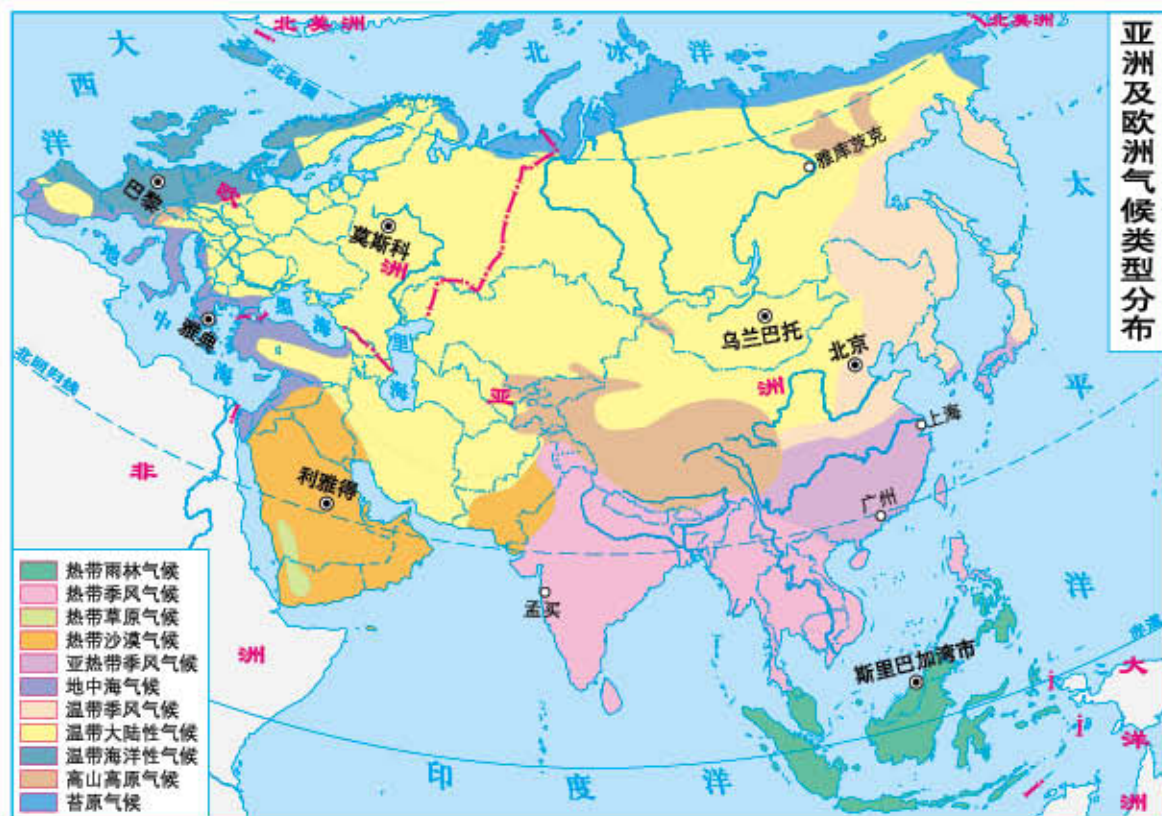 亚洲及欧洲气候类型分布
北美洲
北美洲
大西洋
北冰洋
太平洋
印度洋
北极圈
北回归线
赤道
欧洲
亚洲
非洲
大洋洲
地中海
黑海
里海
巴黎
莫斯科
雅典
雅库茨克
乌兰巴托
北京
上海
广州
利雅得
孟买
斯里巴加湾市
热带雨林气候
热带季风气候
热带草原气候
热带沙漠气候
亚热带季风气候
地中海气候
温带季风气候
温带大陆性气候
温带海洋性气候
高山高原气候
苔原气候